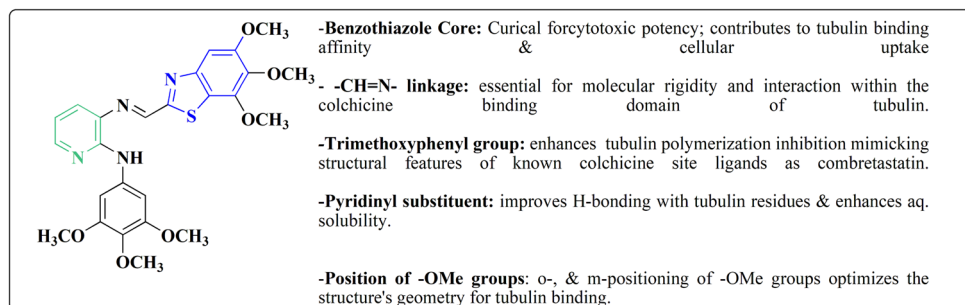 OCH₃
OCH₃
N
N
S
OCH₃
N
NH
H₃CO
OCH₃
OCH₃
-Benzothiazole Core: Curical forcytotoxic potency; contributes to tubulin binding
affinity & cellular uptake
- -CH=N- linkage: essential for molecular rigidity and interaction within the
colchicine binding domain of tubulin.
-Trimethoxyphenyl group: enhances tubulin polymerization inhibition mimicking
structural features of known colchicine site ligands as combretastatin.
-Pyridinyl substituent: improves H-bonding with tubulin residues & enhances aq.
solubility.
-Position of -OMe groups: o-, & m-positioning of -OMe groups optimizes the
structure's geometry for tubulin binding.